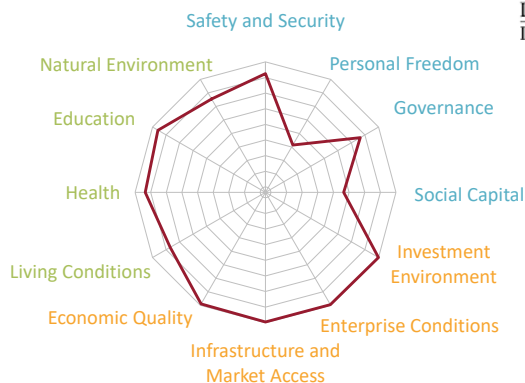 Safety and Security
Natural Environment
Personal Freedom
Education
Governance
Health
Social Capital
Living Conditions
Investment
Environment
Economic Quality
Enterprise Conditions
Infrastructure and
Market Access